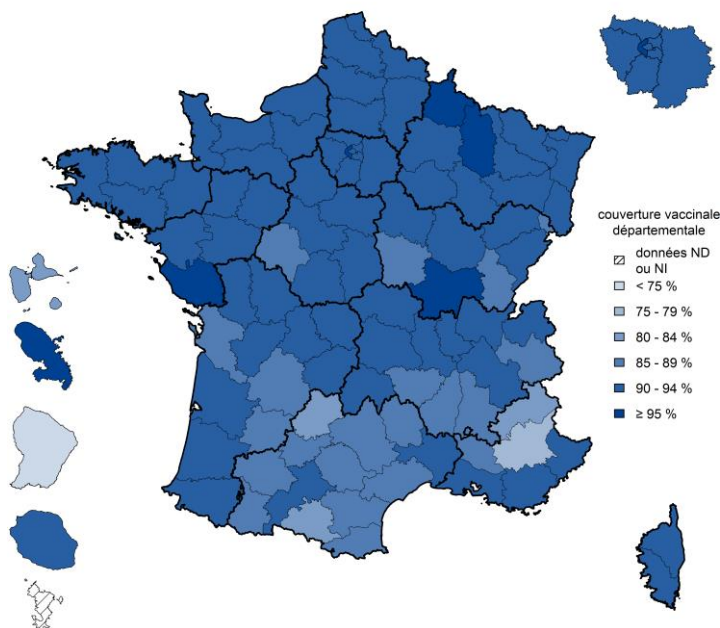 couverture vaccinale
départementale
données ND
ou NI
< 75 %
75 - 79 %
80 - 84 %
85 - 89 %
90 - 94 %
≥ 95 %